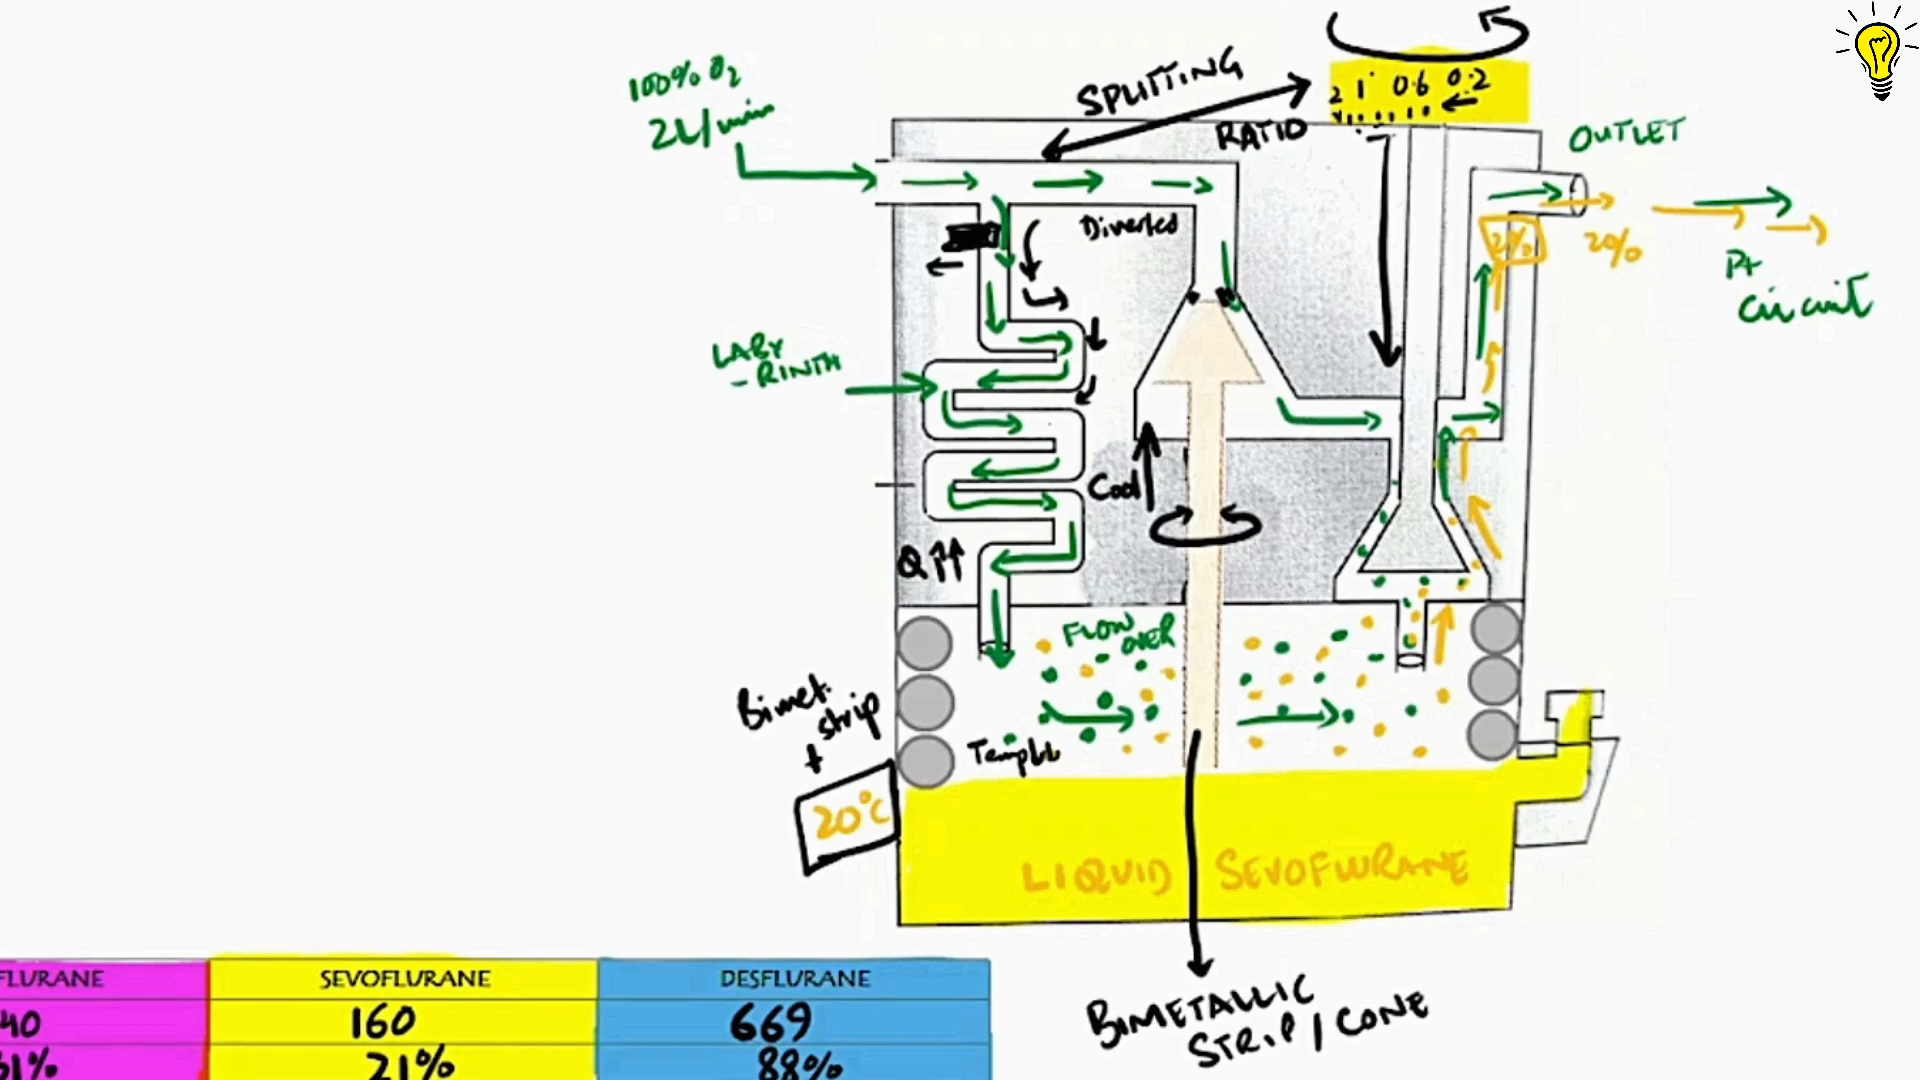 100% O2
2L/min
SPLITTING
RATIO
2 1 0.6 0.2
OUTLET
Diverted
2%
2%
Pt
circuit
LABY
-RINTH
Cool
Q↑↑
FLOW
OVER
Bimet.
strip
+
20°C
Temp↓↓
LIQUID SEVOFLURANE
BIMETALLIC
STRIP/CONE
FLURANE SEVOFLURANE DESFLURANE
40 160 669
31% 21% 88%